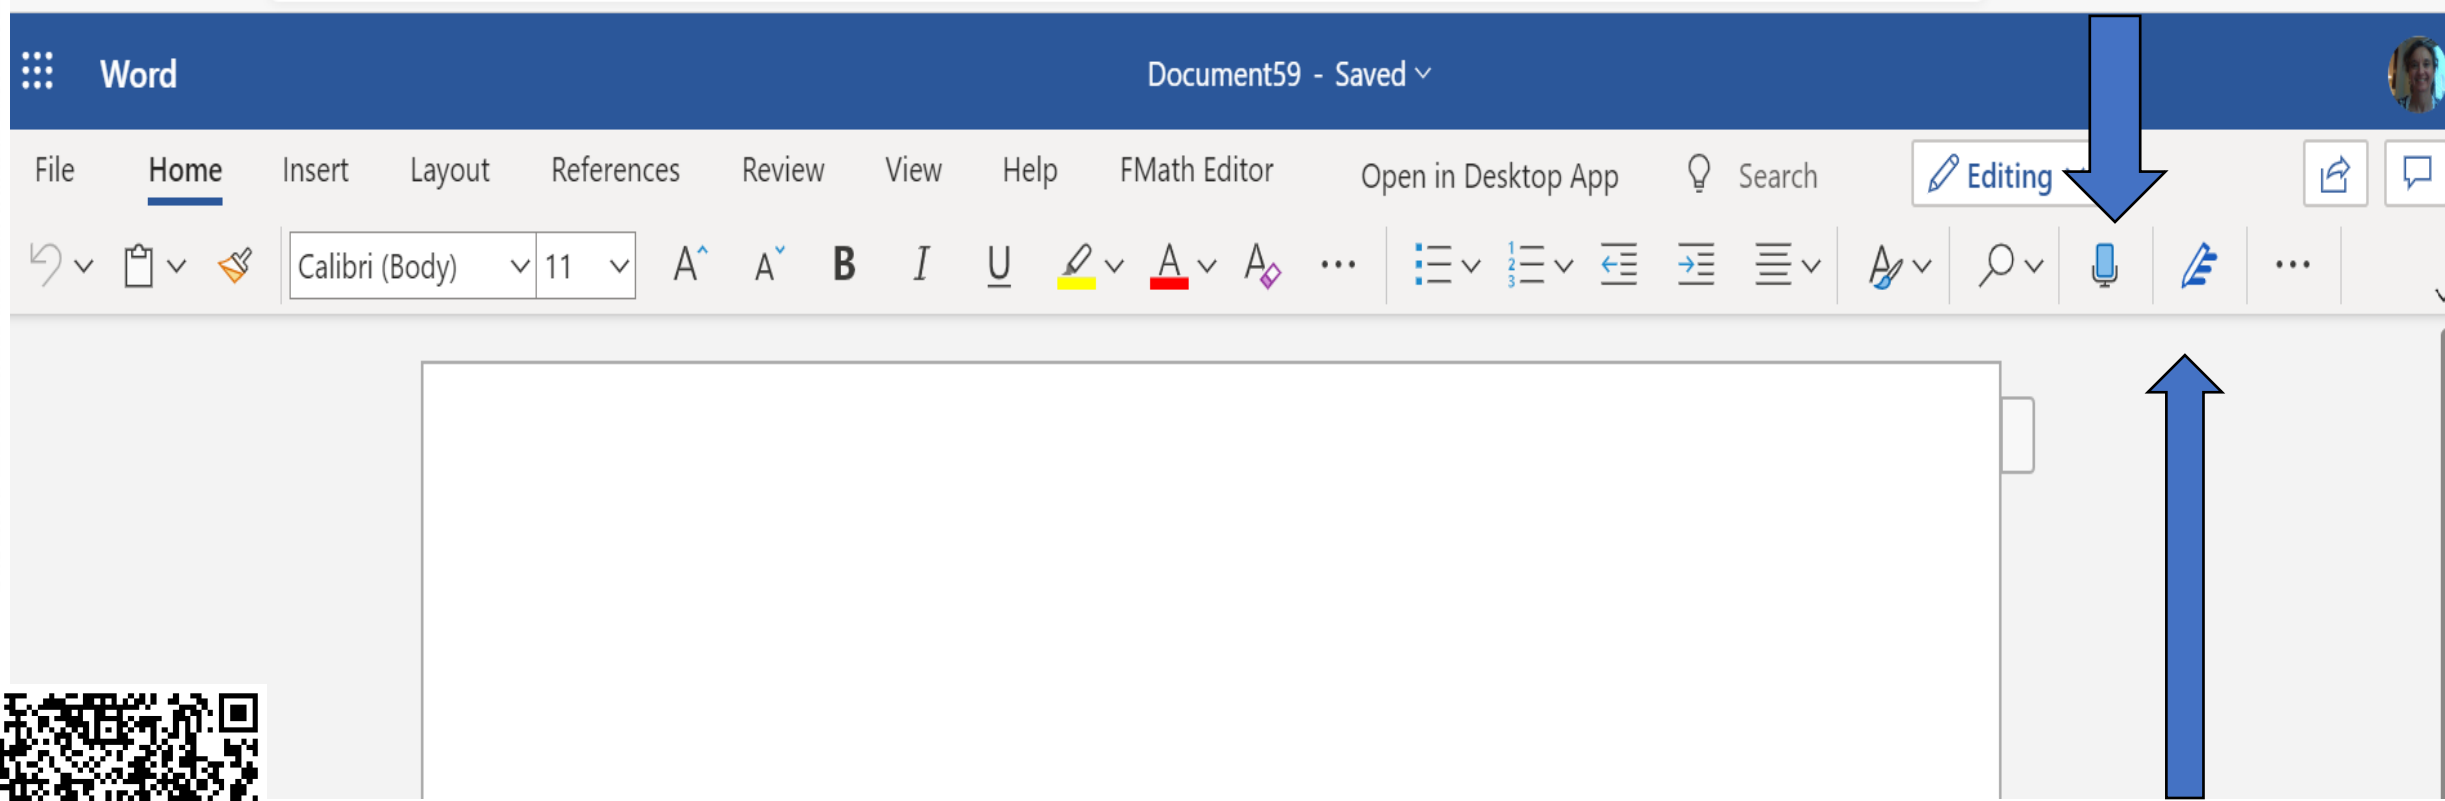 Word
Document59 - Saved
File Home Insert Layout References Review View Help FMath Editor Open in Desktop App Search Editing
Calibri (Body) 11 A A B I U A A